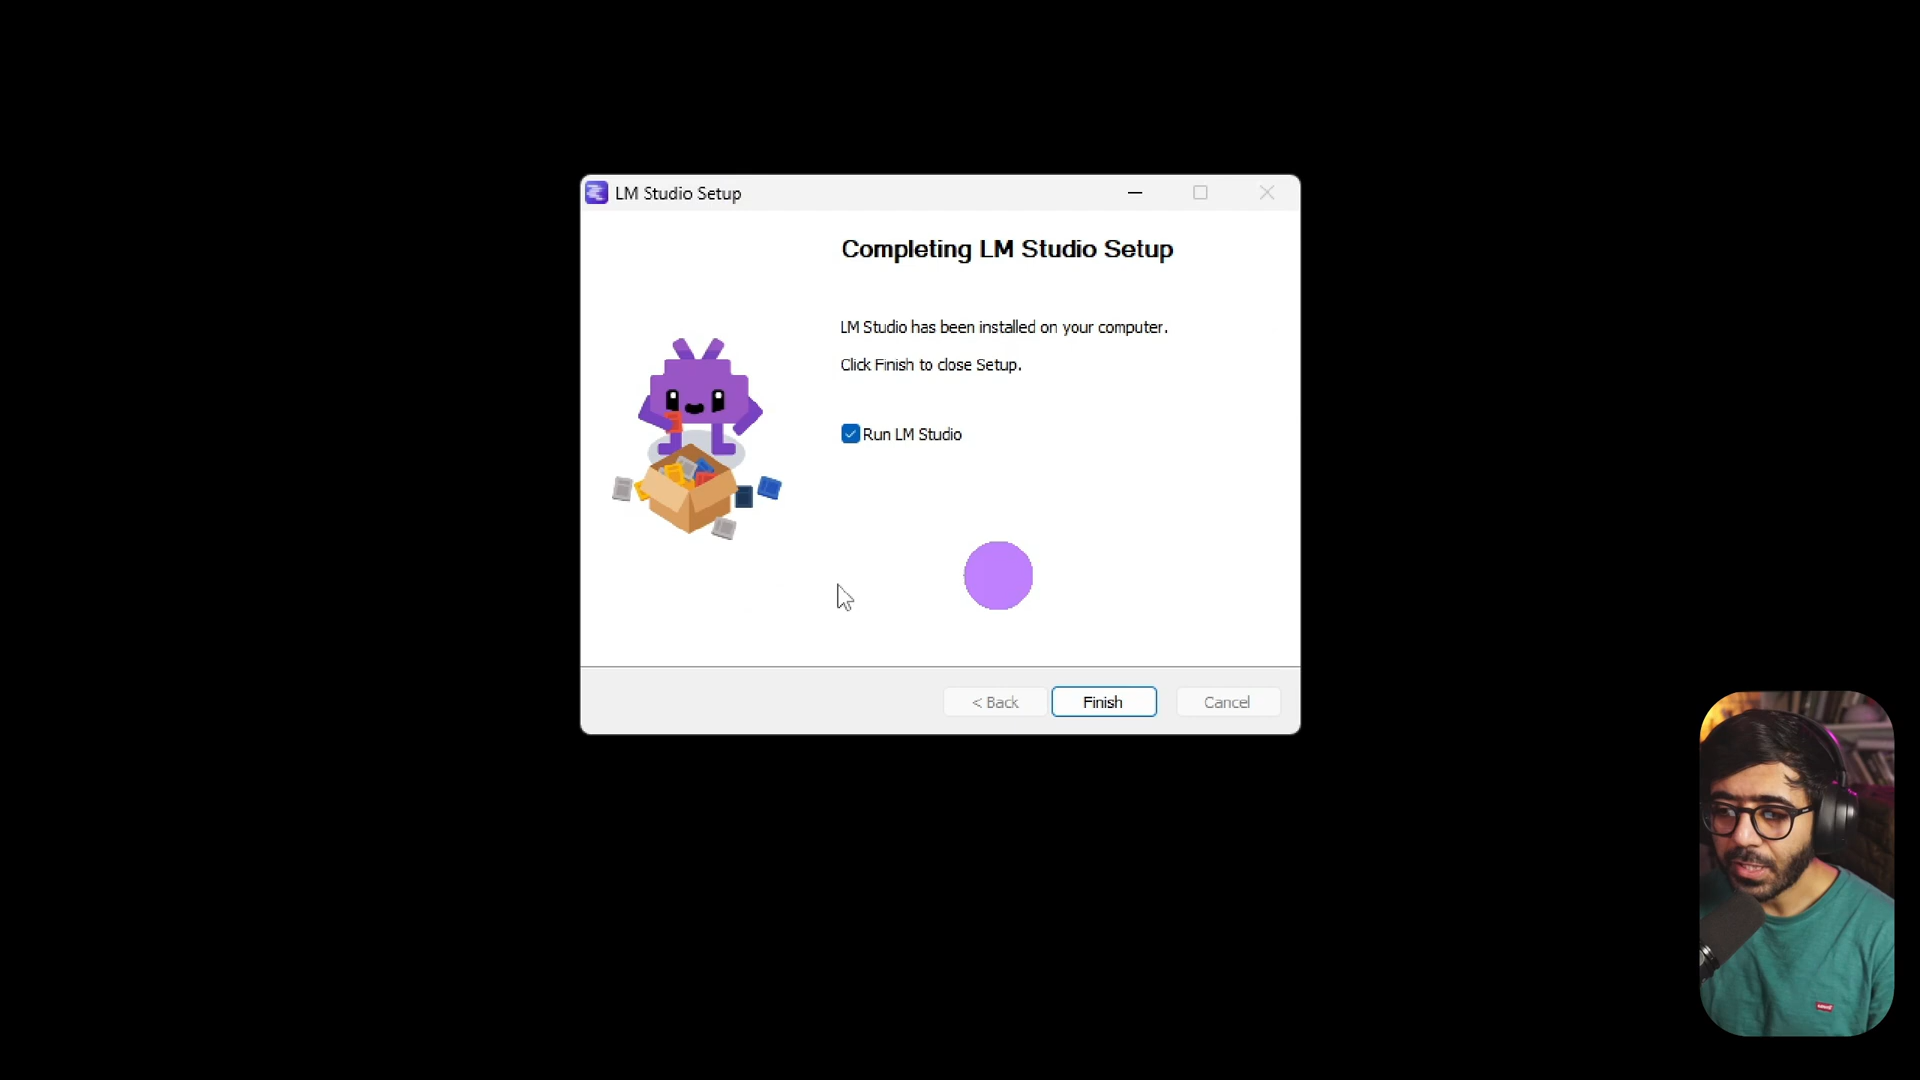 LM Studio Setup
Completing LM Studio Setup
LM Studio has been installed on your computer.
Click Finish to close Setup.
Run LM Studio
< Back
Finish
Cancel